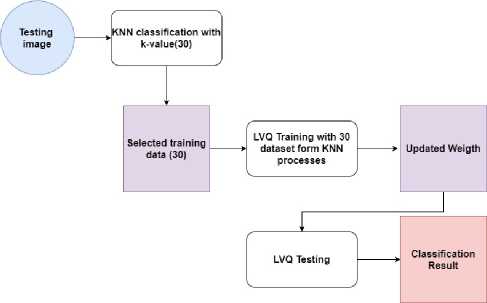 Testing
image
KNN classification with
k-value(30)
Selected training
data (30)
LVQ Training with 30
dataset form KNN
processes
Updated Weigth
LVQ Testing
Classification
Result